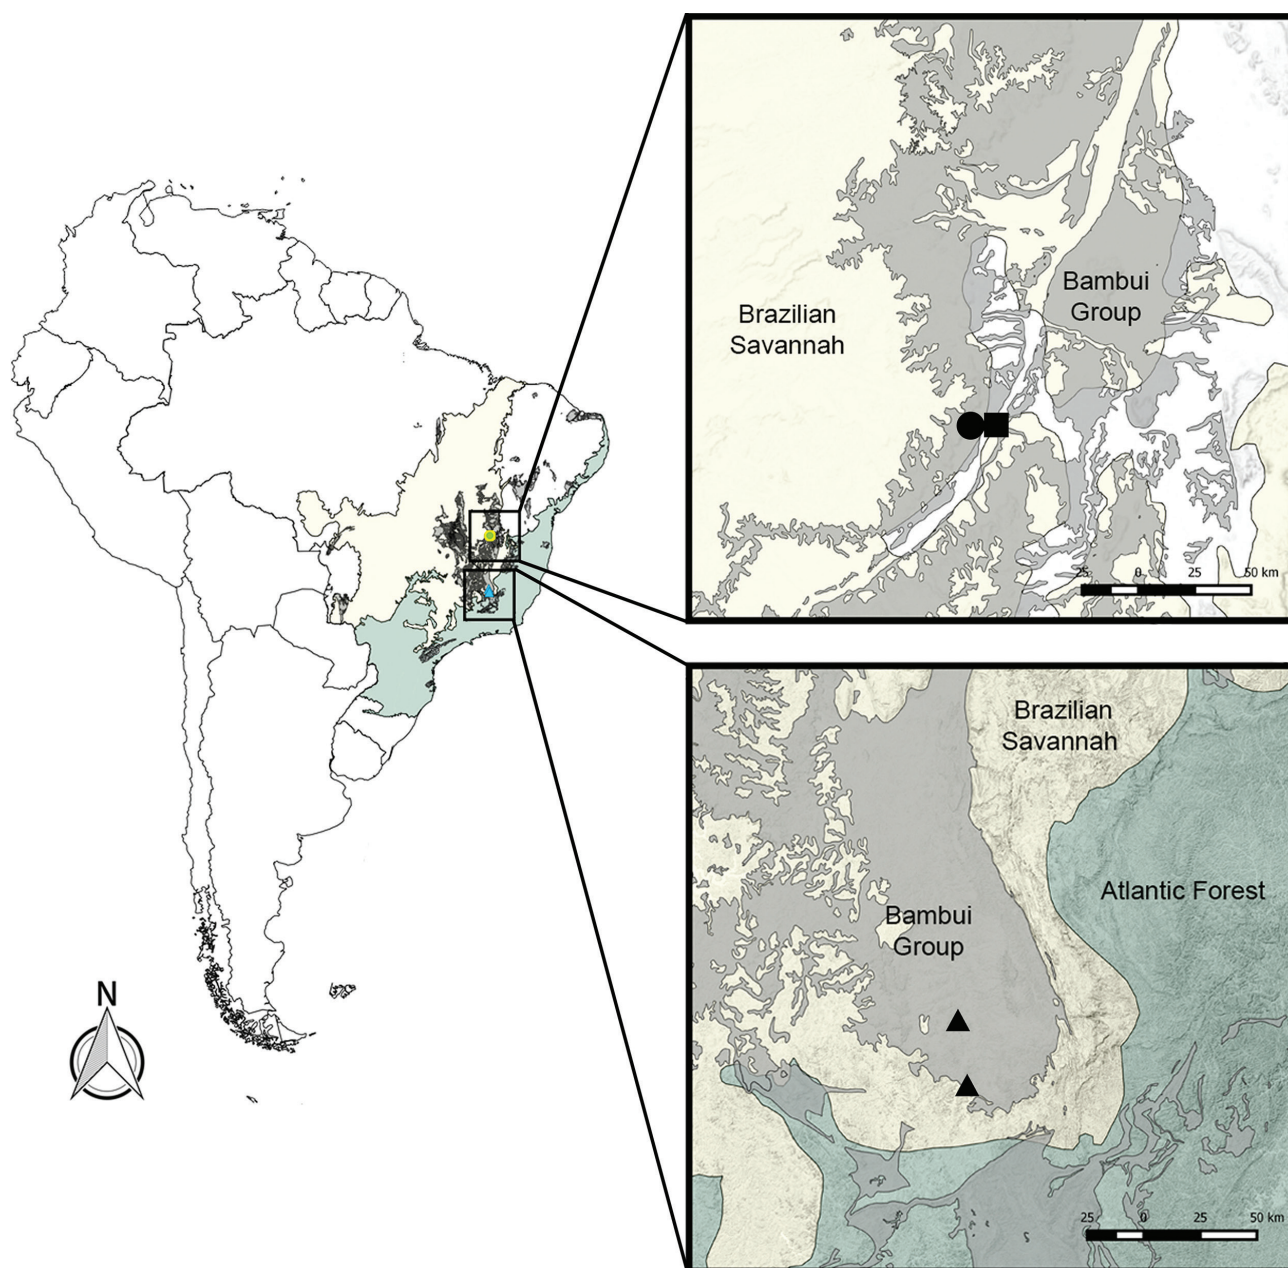 Brazilian
Savannah
Bambui
Group
25 0 25 50 km
Brazilian
Savannah
Atlantic Forest
Bambui
Group
N
25 0 25 50 km